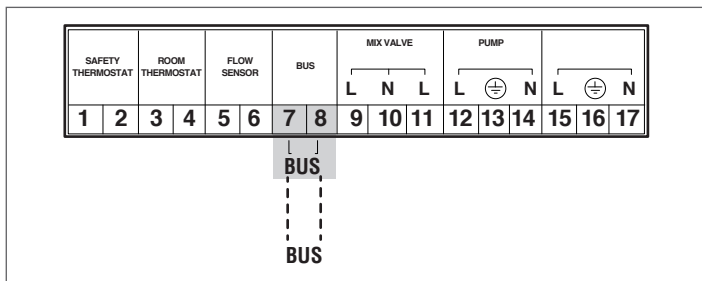 SAFETY THERMOSTAT ROOM THERMOSTAT FLOW SENSOR BUS MIX VALVE PUMP
L N L L ⏚ N L ⏚ N
1 2 3 4 5 6 7 8 9 10 11 12 13 14 15 16 17
BUS
BUS